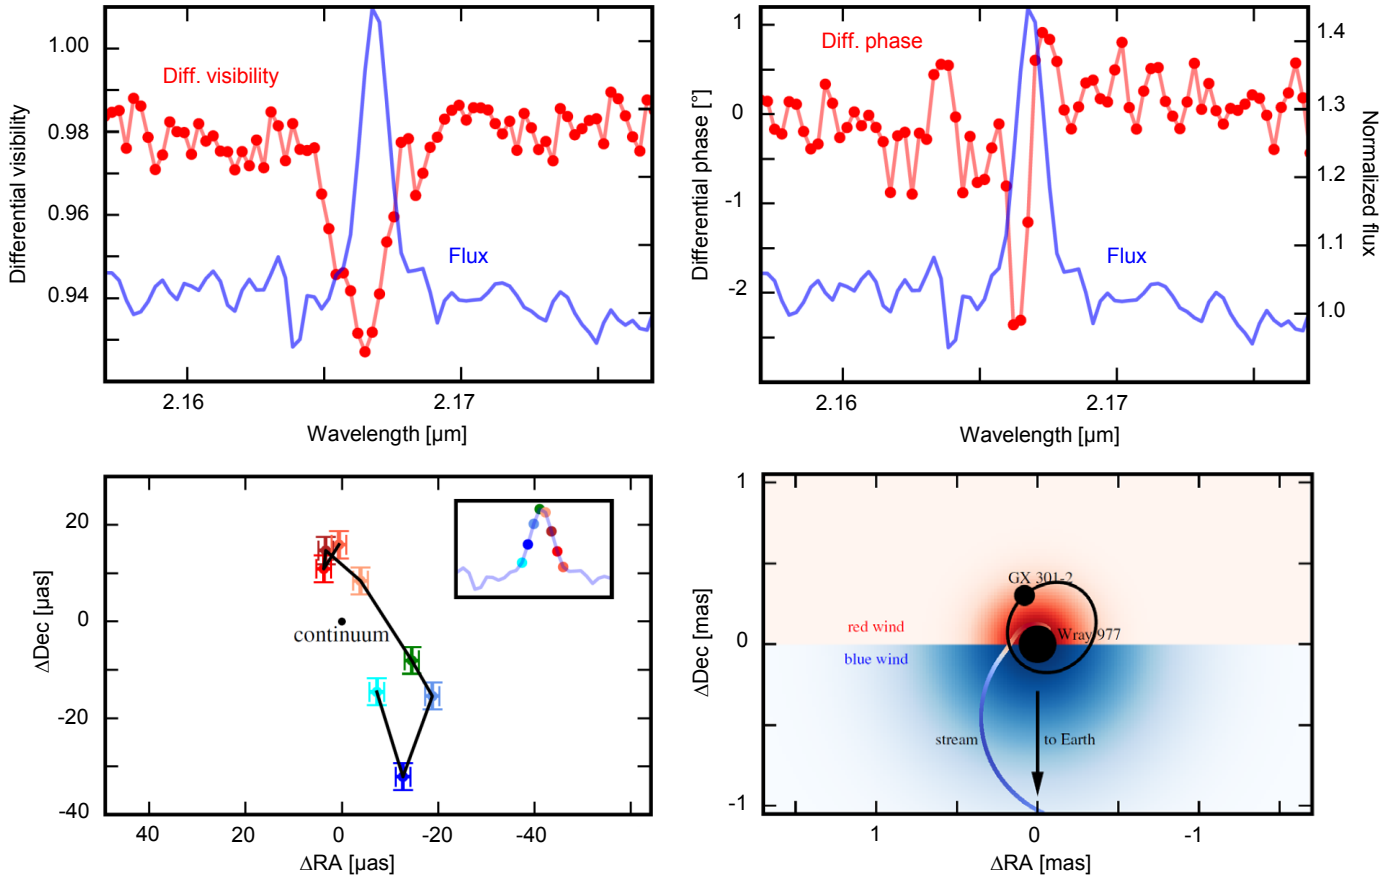 1.00
0.98
0.96
0.94
Differential visibility
Diff. visibility
Flux
2.16
2.17
Wavelength [µm]
1
0
-1
-2
Differential phase [°]
Diff. phase
Flux
1.4
1.3
1.2
1.1
1.0
Normalized flux
2.16
2.17
Wavelength [µm]
20
0
-20
-40
ΔDec [µas]
continuum
40
20
0
-20
-40
ΔRA [µas]
1
0
-1
ΔDec [mas]
GX 301-2
Wray 977
red wind
blue wind
stream
to Earth
1
0
-1
ΔRA [mas]